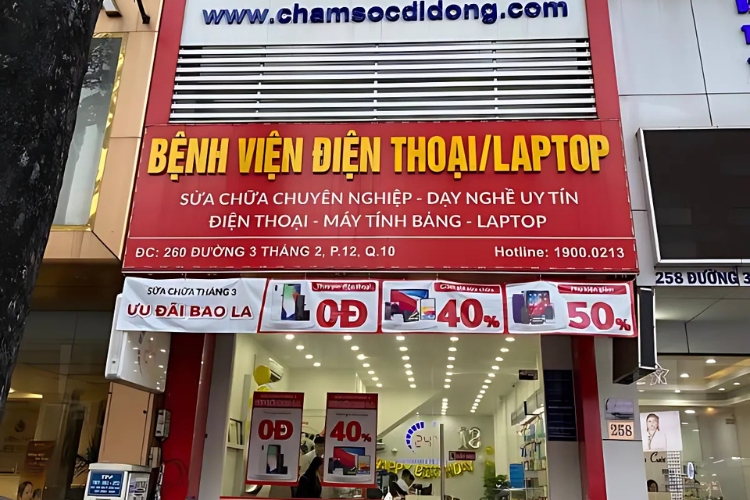 www.chamsocdidong.com
BỆNH VIỆN ĐIỆN THOẠI/LAPTOP
SỬA CHỮA CHUYÊN NGHIỆP - DẠY NGHỀ UY TÍN
ĐIỆN THOẠI - MÁY TÍNH BẢNG - LAPTOP
ĐC: 260 ĐƯỜNG 3 THÁNG 2, P.12, Q.10
Hotline: 1900.0213
258 ĐƯỜNG 3
SỬA CHỮA THÁNG 3
ƯU ĐÃI BAO LA
0Đ
40%
50%
0Đ
40%
24
258